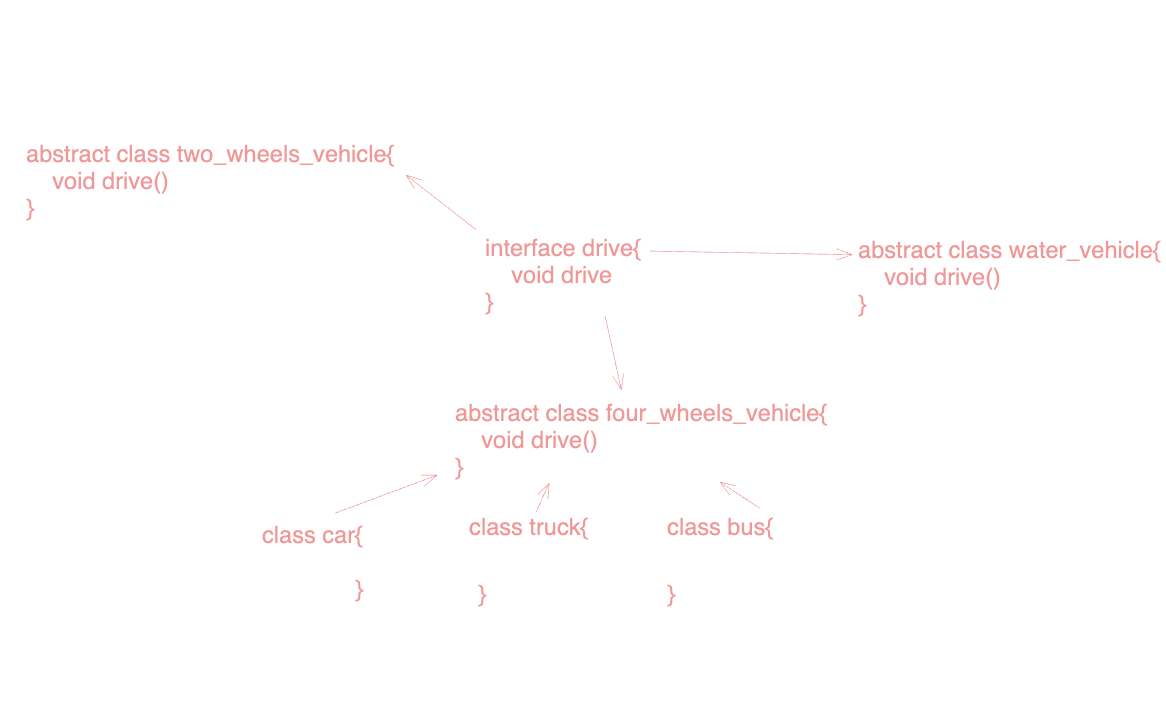 abstract class two_wheels_vehicle{
void drive()
}
interface drive{
void drive
}
abstract class water_vehicle{
void drive()
}
abstract class four_wheels_vehicle{
void drive()
}
class car{
}
class truck{
}
class bus{
}